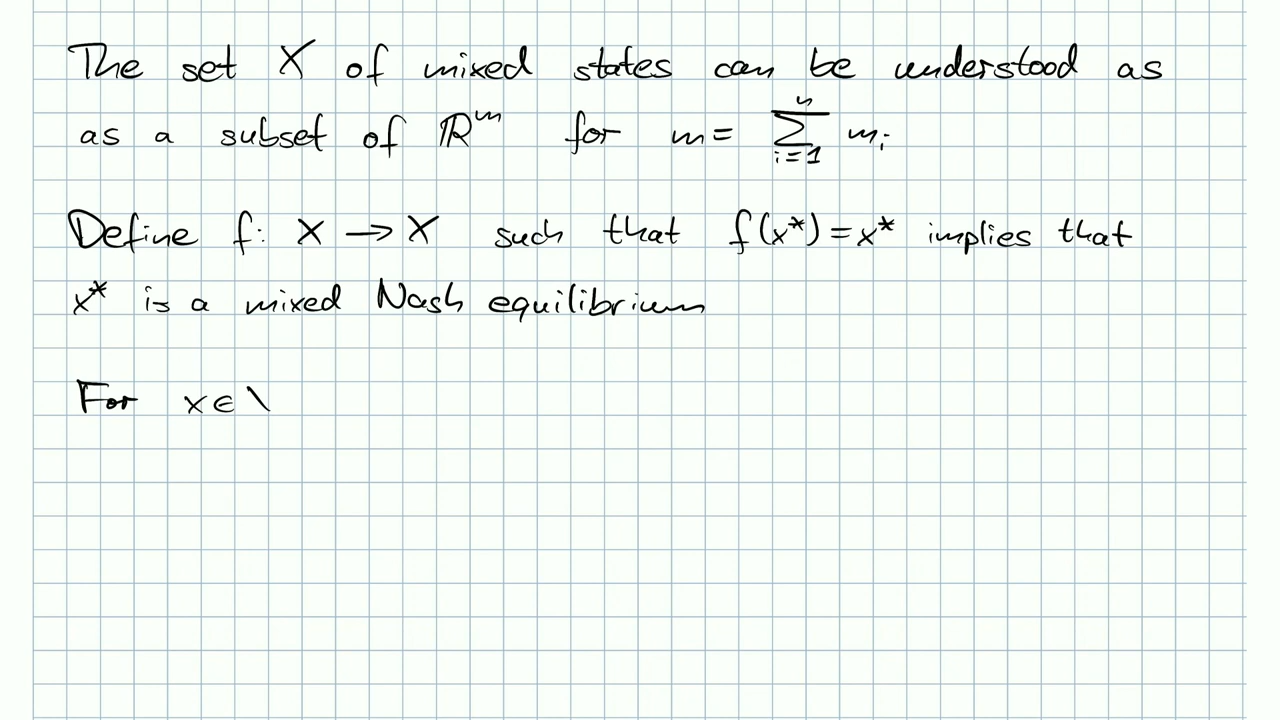 The set X of mixed states can be understood as
as a subset of ℝ^m for m = ∑_{i=1}^{n} m_i
Define f: X → X such that f(x*) = x* implies that
x* is a mixed Nash equilibrium
For x ∈ \